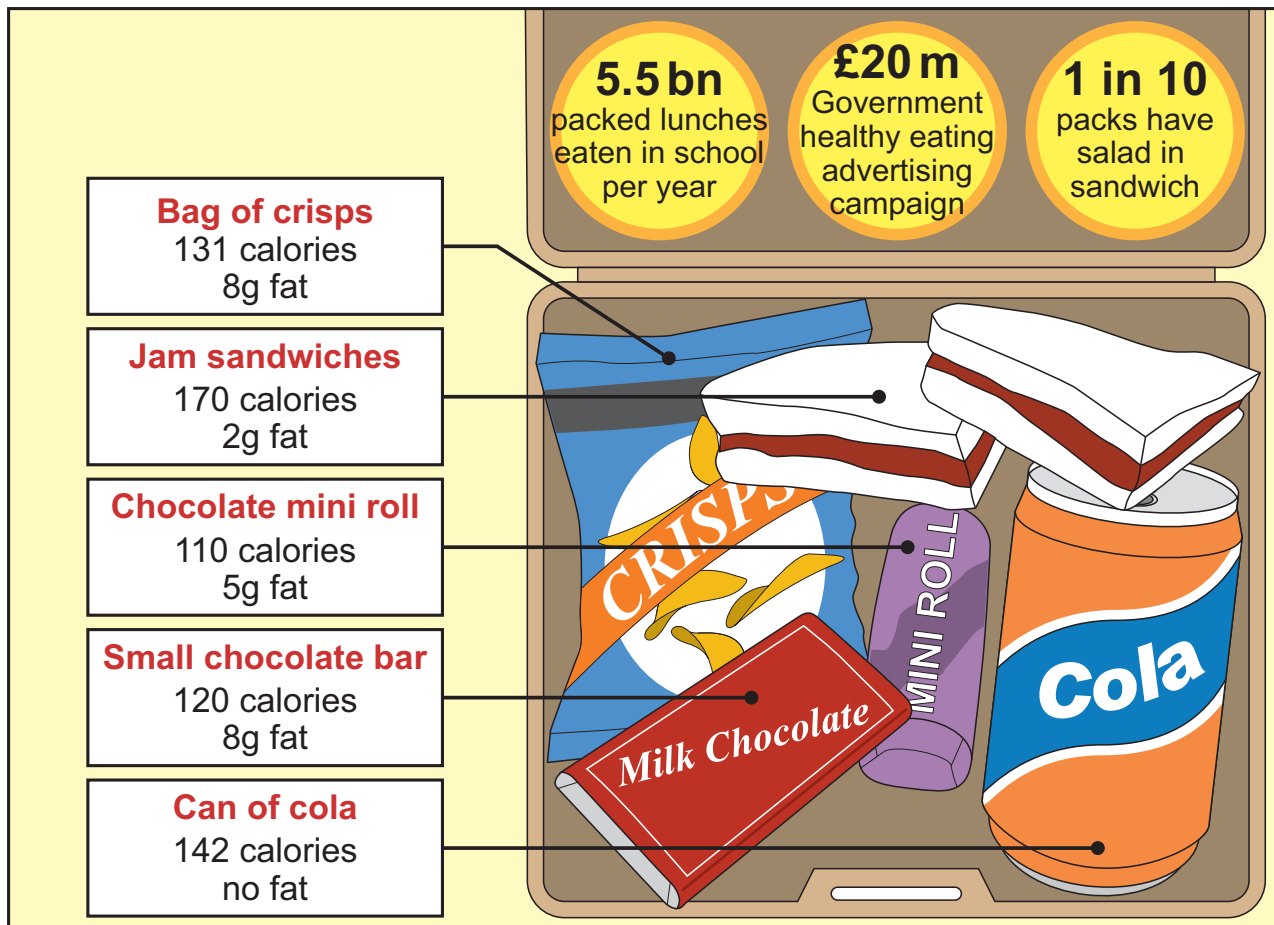 5.5 bn
packed lunches
eaten in school
per year
£20 m
Government
healthy eating
advertising
campaign
1 in 10
packs have
salad in
sandwich
Bag of crisps
131 calories
8g fat
Jam sandwiches
170 calories
2g fat
Chocolate mini roll
110 calories
5g fat
Small chocolate bar
120 calories
8g fat
Can of cola
142 calories
no fat
CRISPS
MINI ROLL
Milk Chocolate
Cola